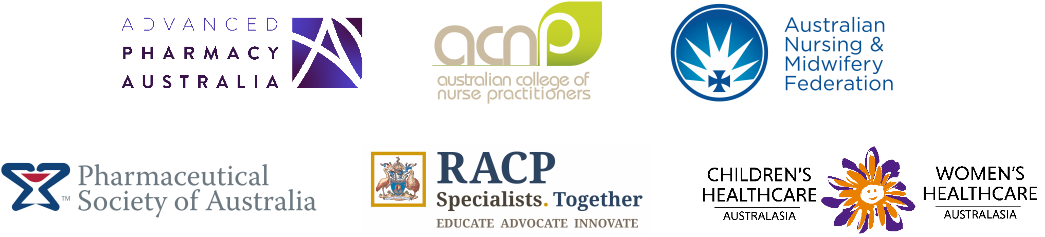 ADVANCED
PHARMACY
AUSTRALIA
acnp
australian college of
nurse practitioners
Australian
Nursing &
Midwifery
Federation
Pharmaceutical
Society of Australia
TM
RACP
Specialists. Together
EDUCATE ADVOCATE INNOVATE
CHILDREN'S
HEALTHCARE
AUSTRALASIA
WOMEN'S
HEALTHCARE
AUSTRALASIA